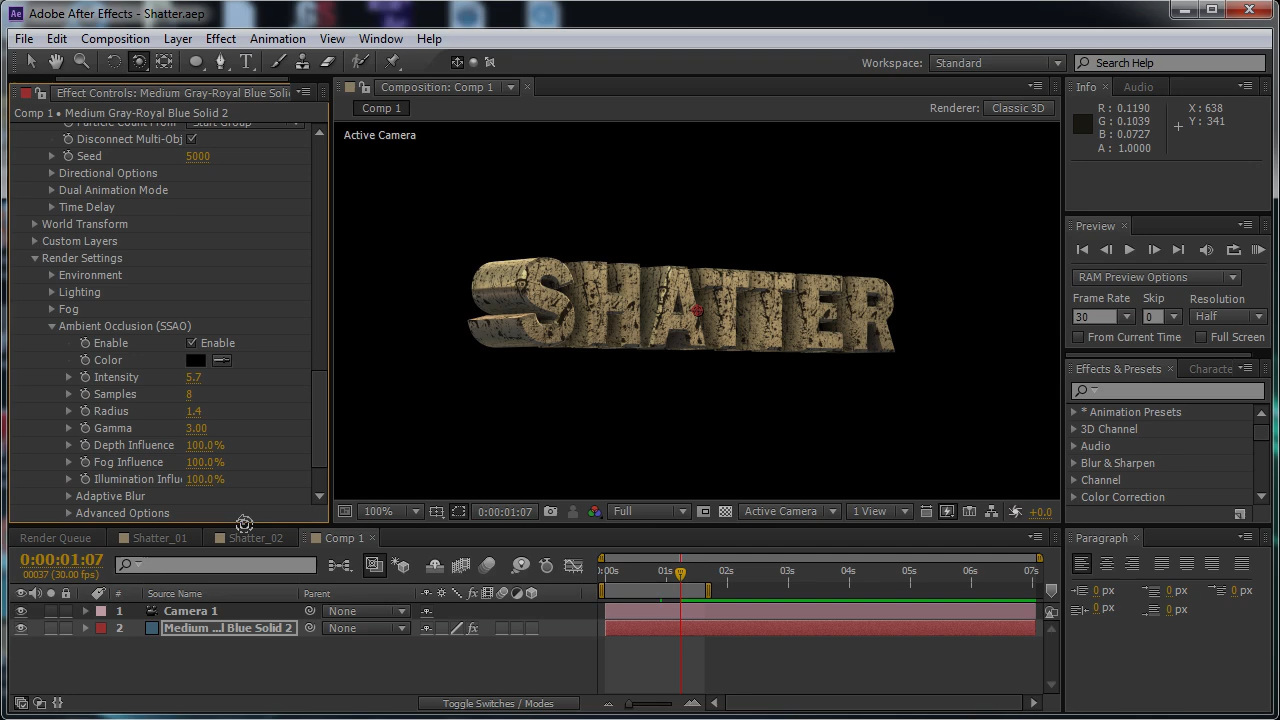 Adobe After Effects - Shatter.aep
File Edit Composition Layer Effect Animation View Window Help
Workspace: Standard
Search Help
Effect Controls: Medium Gray-Royal Blue Soli
Comp 1 • Medium Gray-Royal Blue Solid 2
Particle Count From Start Group
Disconnect Multi-Obj
Seed 5000
Directional Options
Dual Animation Mode
Time Delay
World Transform
Custom Layers
Render Settings
Environment
Lighting
Fog
Ambient Occlusion (SSAO)
Enable Enable
Color
Intensity 5.7
Samples 8
Radius 1.4
Gamma 3.00
Depth Influence 100.0%
Fog Influence 100.0%
Illumination Influ 100.0%
Adaptive Blur
Advanced Options
Composition: Comp 1
Comp 1
Renderer: Classic 3D
Active Camera
SHATTER
100% 0:00:01:07 Full Active Camera 1 View +0.0
Info Audio
R : 0.1190 X : 638
G : 0.1039 Y : 341
B : 0.0727
A : 1.0000
Preview
RAM Preview Options
Frame Rate Skip Resolution
30 0 Half
From Current Time Full Screen
Effects & Presets Characte
* Animation Presets
3D Channel
Audio
Blur & Sharpen
Channel
Color Correction
Render Queue Shatter_01 Shatter_02 Comp 1
0:00:01:07
00037 (30.00 fps)
:00s 01s 02s 03s 04s 05s 06s 07s
# Source Name Parent
1 Camera 1 None
2 Medium ...l Blue Solid 2 None
Toggle Switches / Modes
Paragraph
0 px 0 px 0 px
0 px 0 px